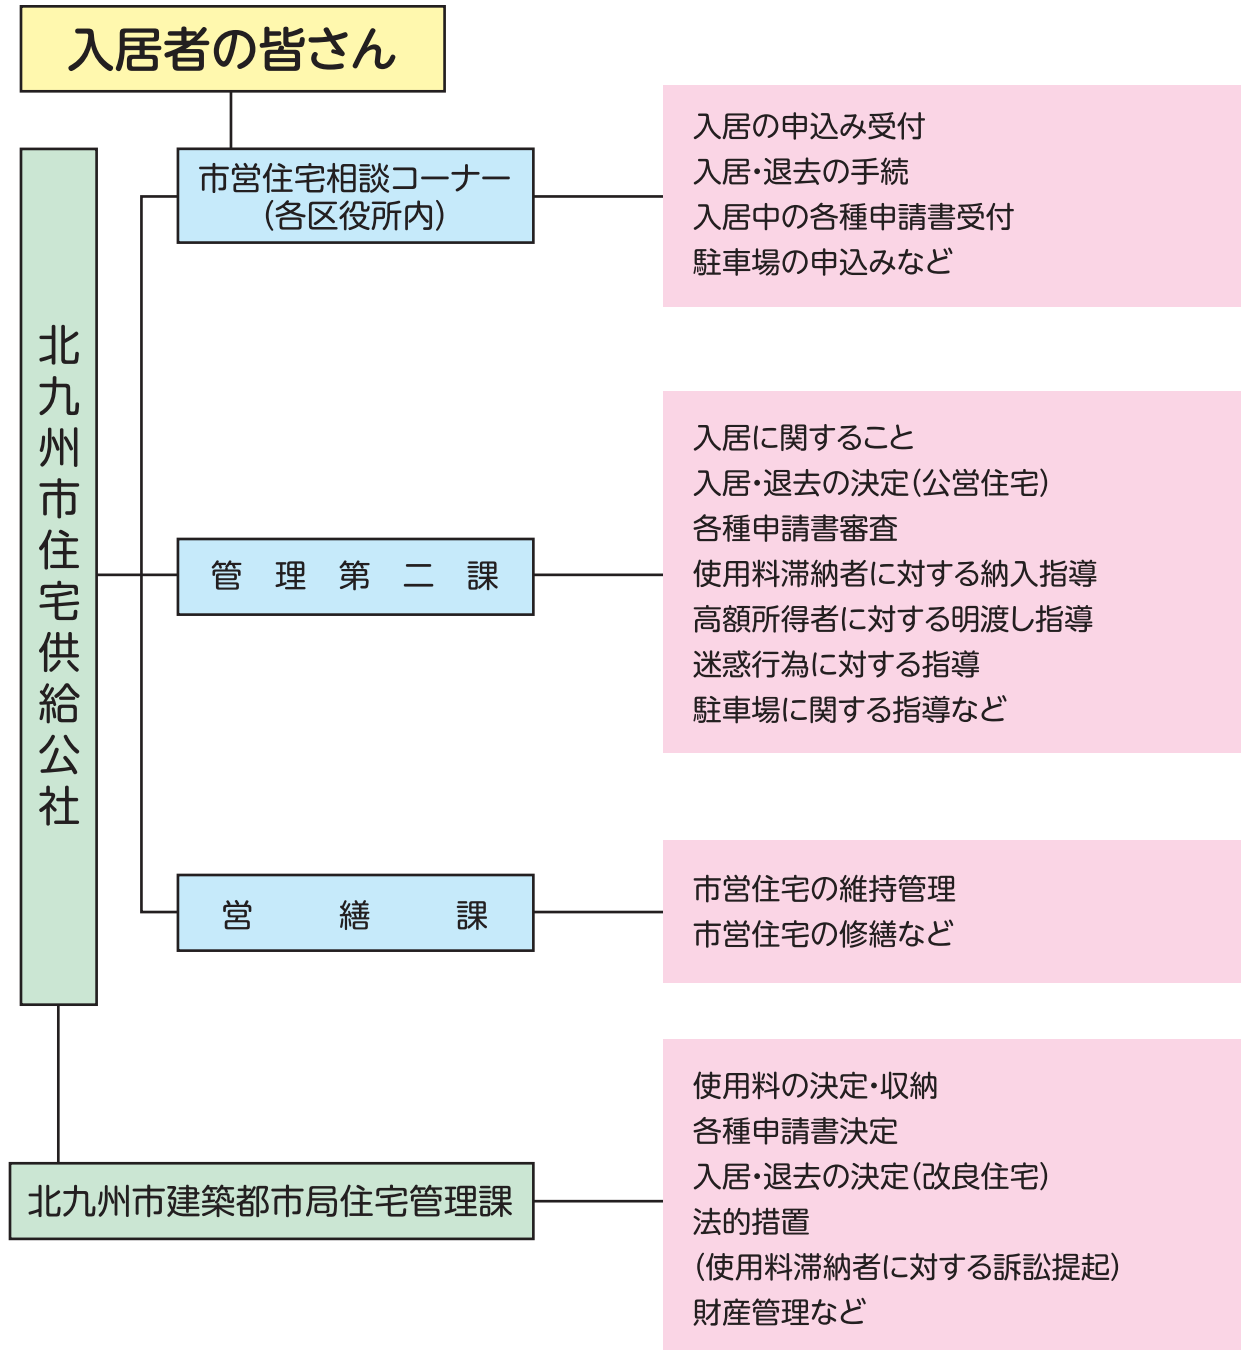 入居者の皆さん
北九州市住宅供給公社
市営住宅相談コーナー
(各区役所内)
入居の申込み受付
入居・退去の手続
入居中の各種申請書受付
駐車場の申込みなど
管理第二課
入居に関すること
入居・退去の決定(公営住宅)
各種申請書審査
使用料滞納者に対する納入指導
高額所得者に対する明渡し指導
迷惑行為に対する指導
駐車場に関する指導など
営繕課
市営住宅の維持管理
市営住宅の修繕など
北九州市建築都市局住宅管理課
使用料の決定・収納
各種申請書決定
入居・退去の決定(改良住宅)
法的措置
(使用料滞納者に対する訴訟提起)
財産管理など